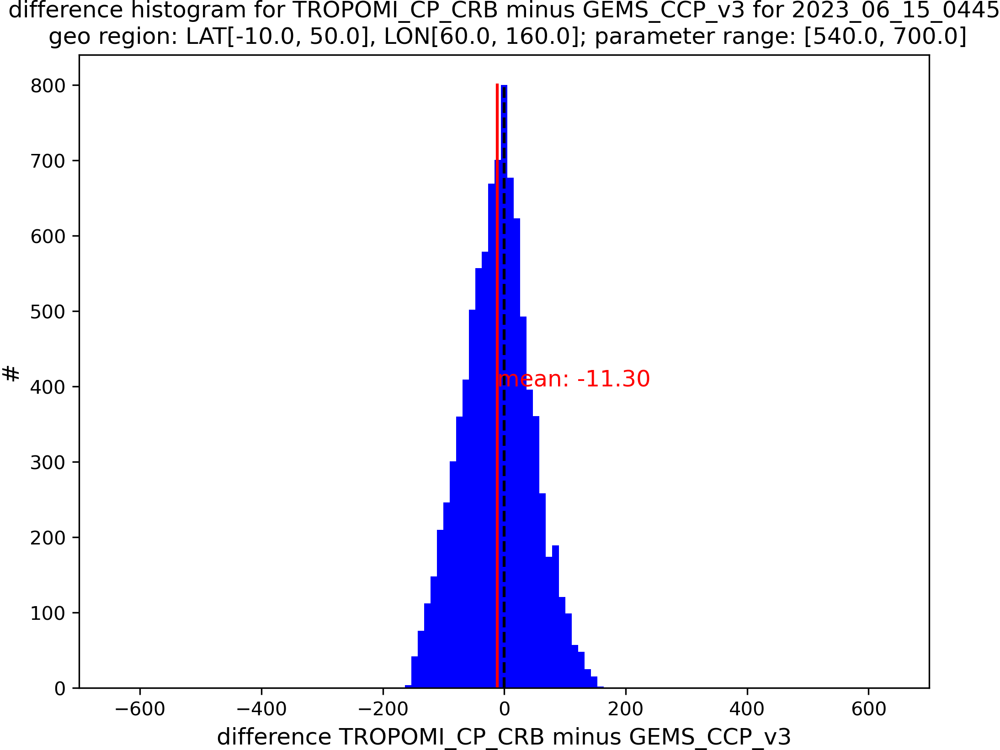 difference histogram for TROPOMI_CP_CRB minus GEMS_CCP_v3 for 2023_06_15_0445
geo region: LAT[-10.0, 50.0], LON[60.0, 160.0]; parameter range: [540.0, 700.0]
800
700
600
500
#
mean: -11.30
400
300
200
100
0
−600 −400 −200 0 200 400 600
difference TROPOMI_CP_CRB minus GEMS_CCP_v3